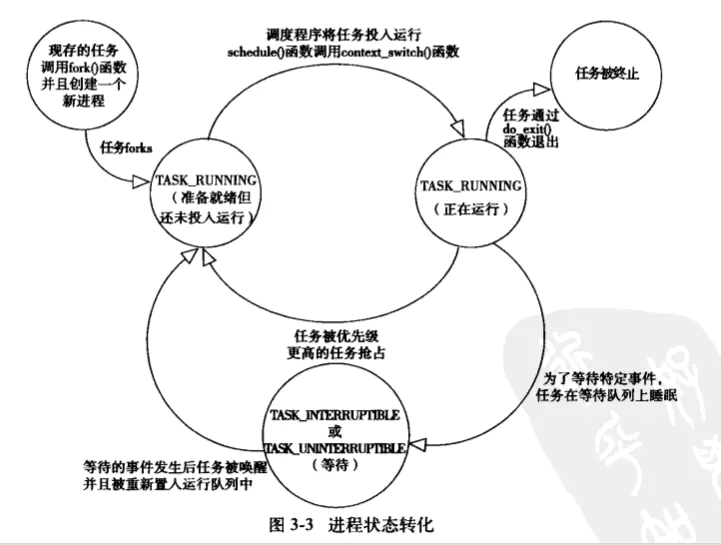 现存的任务
调用fork()函数
并且创建一个
新进程
调度程序将任务投入运行
schedule()函数调用context_switch()函数
任务被终止
任务forks
任务通过
do_exit()
函数退出
TASK_RUNNING
（准备就绪但
还未投入运行）
TASK_RUNNING
（正在运行）
任务被优先级
更高的任务抢占
为了等待特定事件，
任务在等待队列上睡眠
TASK_INTERRUPTIBLE
或
TASK_UNINTERRUPTIBLE
（等待）
等待的事件发生后任务被唤醒
并且被重新置人运行队列中
图 3-3 进程状态转化